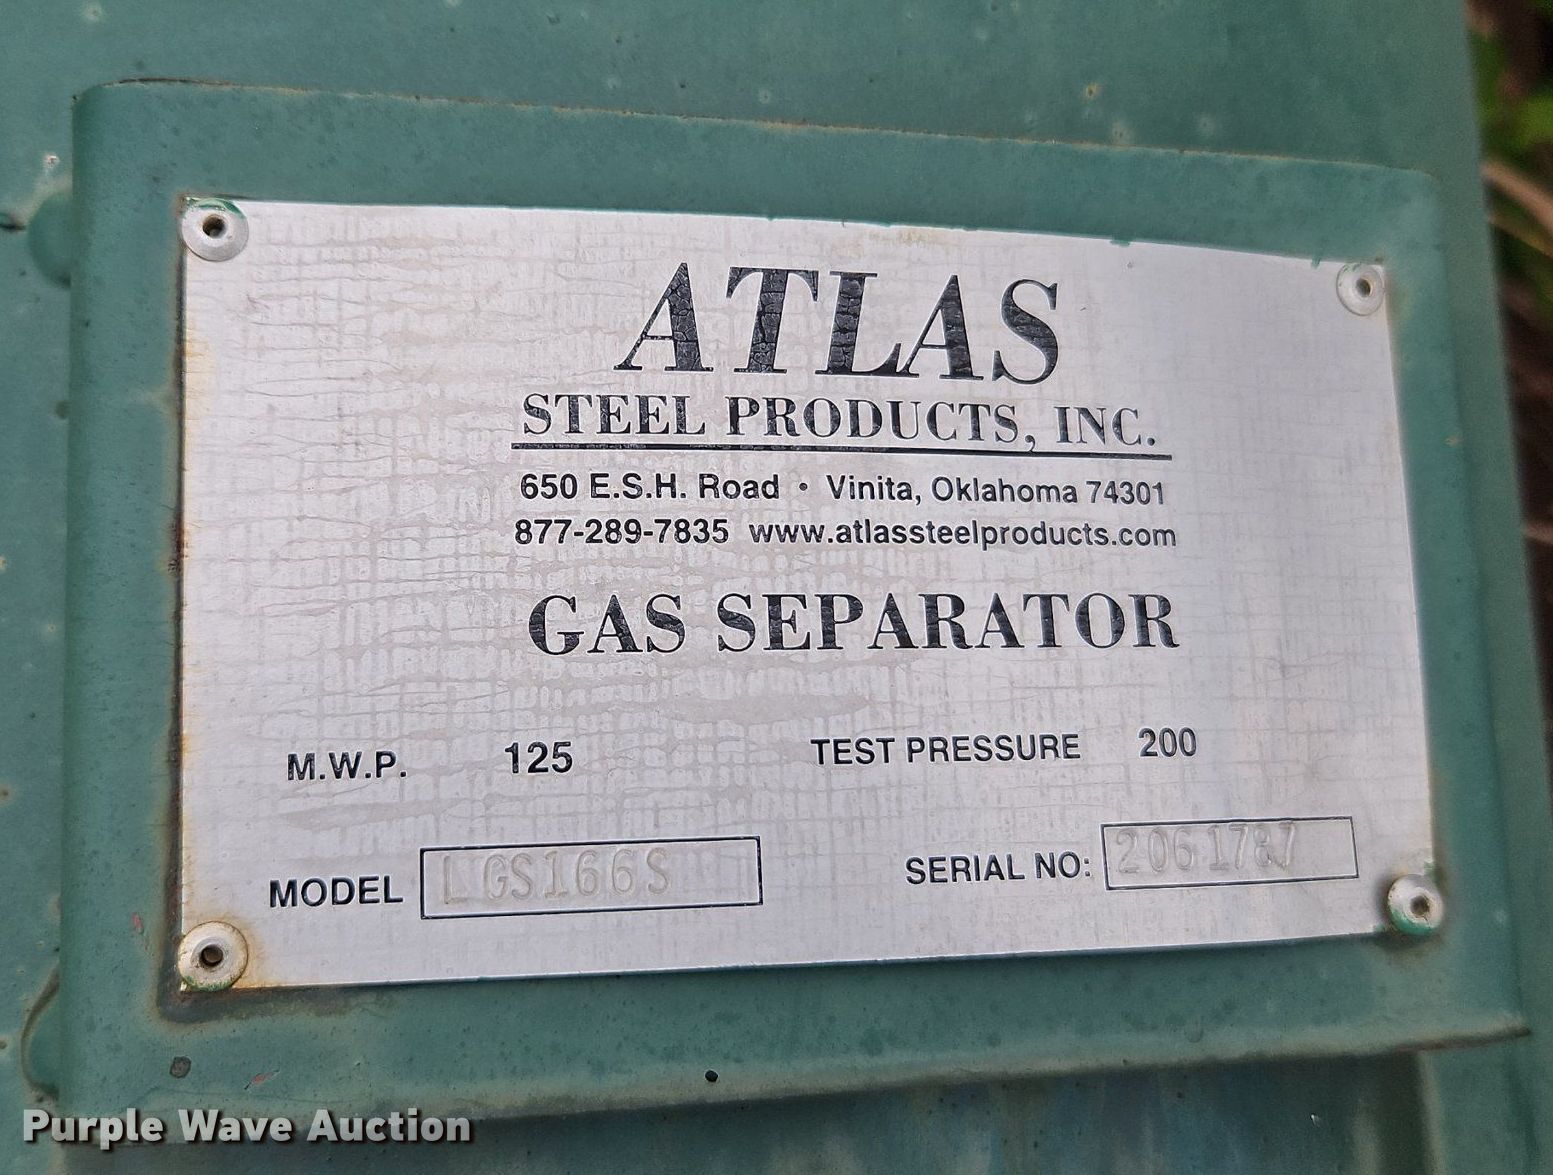 ATLAS
STEEL PRODUCTS, INC.
650 E.S.H. Road • Vinita, Oklahoma 74301
877-289-7835 www.atlassteelproducts.com
GAS SEPARATOR
M.W.P. 125 TEST PRESSURE 200
MODEL LGS166S SERIAL NO: 2061787
Purple Wave Auction